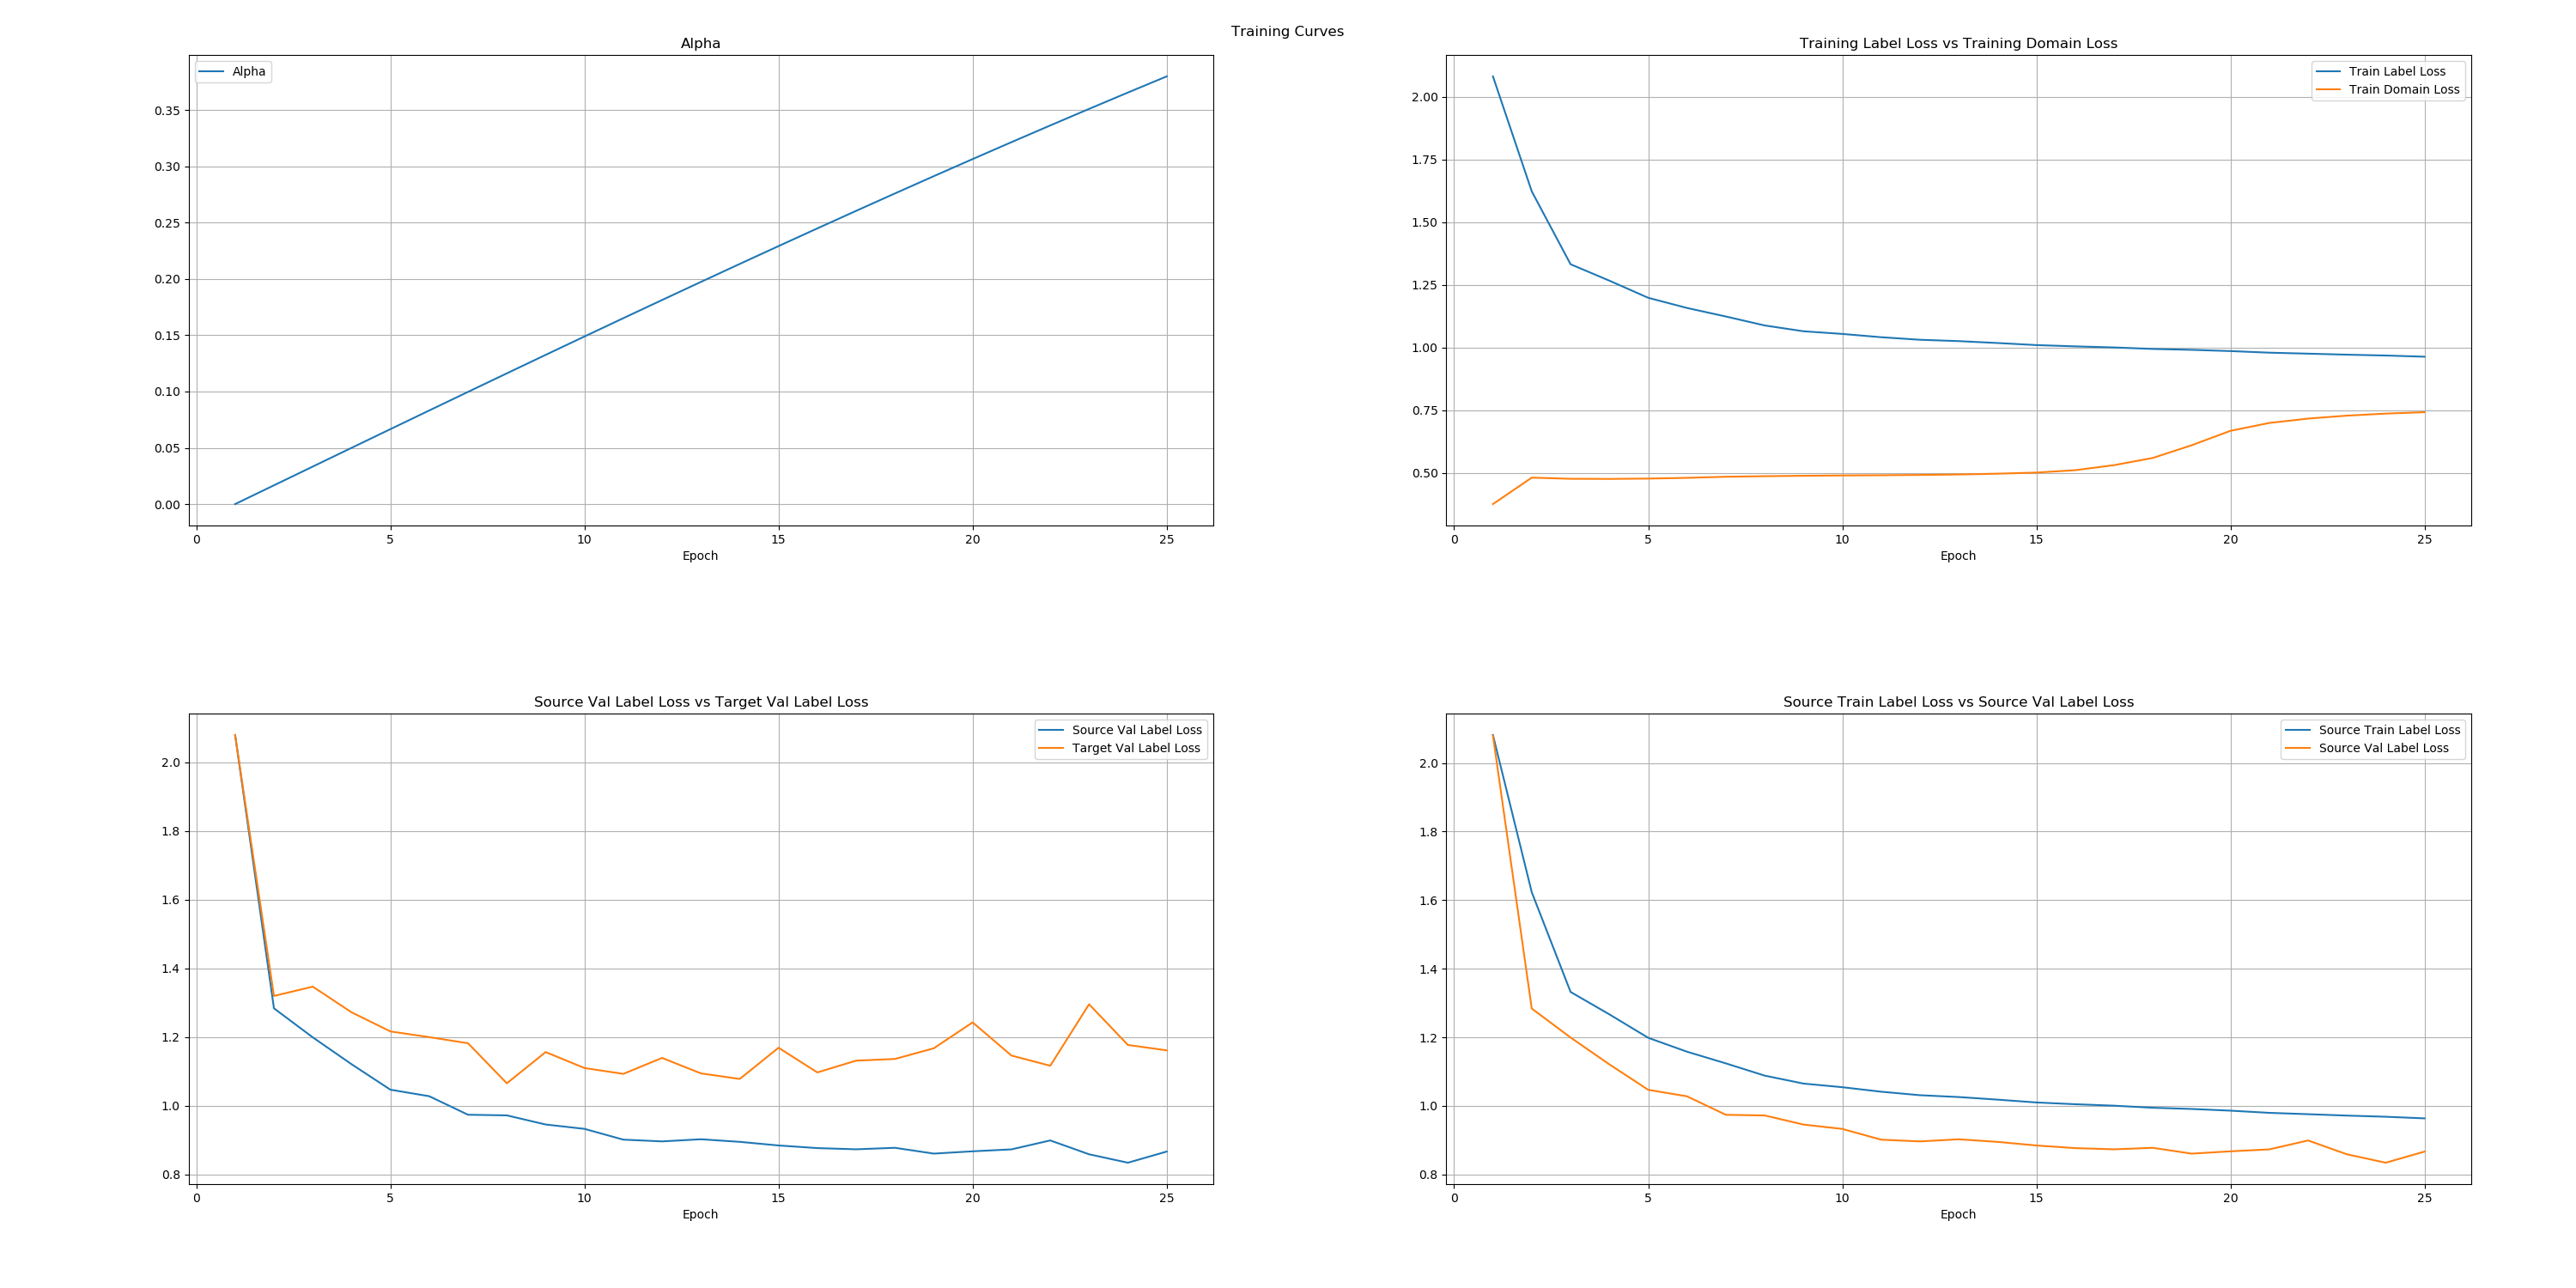 Training Curves
Alpha
Alpha
0.35
0.30
0.25
0.20
0.15
0.10
0.05
0.00
0 5 10 15 20 25
Epoch
Training Label Loss vs Training Domain Loss
Train Label Loss
Train Domain Loss
2.00
1.75
1.50
1.25
1.00
0.75
0.50
0 5 10 15 20 25
Epoch
Source Val Label Loss vs Target Val Label Loss
Source Val Label Loss
Target Val Label Loss
2.0
1.8
1.6
1.4
1.2
1.0
0.8
0 5 10 15 20 25
Epoch
Source Train Label Loss vs Source Val Label Loss
Source Train Label Loss
Source Val Label Loss
2.0
1.8
1.6
1.4
1.2
1.0
0.8
0 5 10 15 20 25
Epoch